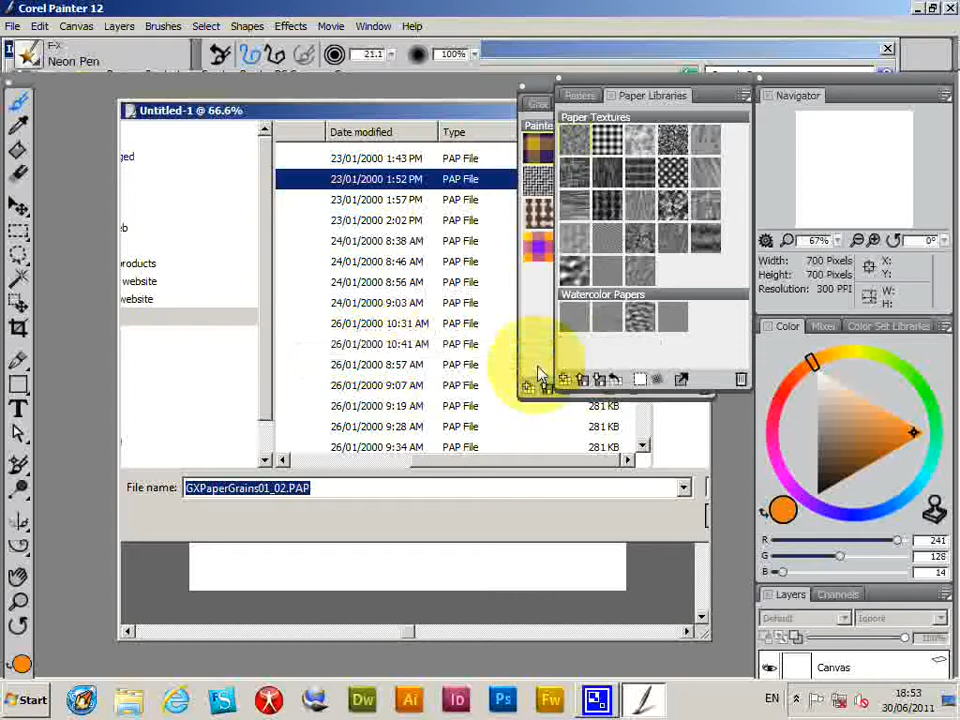 Corel Painter 12
File Edit Canvas Layers Brushes Select Shapes Effects Movie Window Help
F-X
Neon Pen
21.1
100%
Untitled-1 @ 66.6%
Date modified Type
23/01/2000 1:43 PM PAP File
23/01/2000 1:52 PM PAP File
23/01/2000 1:57 PM PAP File
23/01/2000 2:02 PM PAP File
24/01/2000 8:38 AM PAP File
24/01/2000 8:46 AM PAP File
24/01/2000 8:56 AM PAP File
24/01/2000 9:03 AM PAP File
26/01/2000 10:31 AM PAP File
26/01/2000 10:41 AM PAP File
26/01/2000 8:57 AM PAP File
26/01/2000 9:07 AM PAP File
26/01/2000 9:19 AM PAP File 281 KB
26/01/2000 9:28 AM PAP File 281 KB
26/01/2000 9:34 AM PAP File 281 KB
ged
eb
products
website
website
File name: GXPaperGrains01_02.PAP
Painte
Papers Paper Libraries
Paper Textures
Watercolor Papers
Navigator
67% 0°
Width: 700 Pixels X:
Height: 700 Pixels Y:
Resolution: 300 PPI W:
H:
Color Mixer Color Set Libraries
R 241
G 128
B 14
Layers Channels
Default Ignore
100%
Canvas
T
Start FS Dw Ai Id Ps Fw EN 18:53
30/06/2011